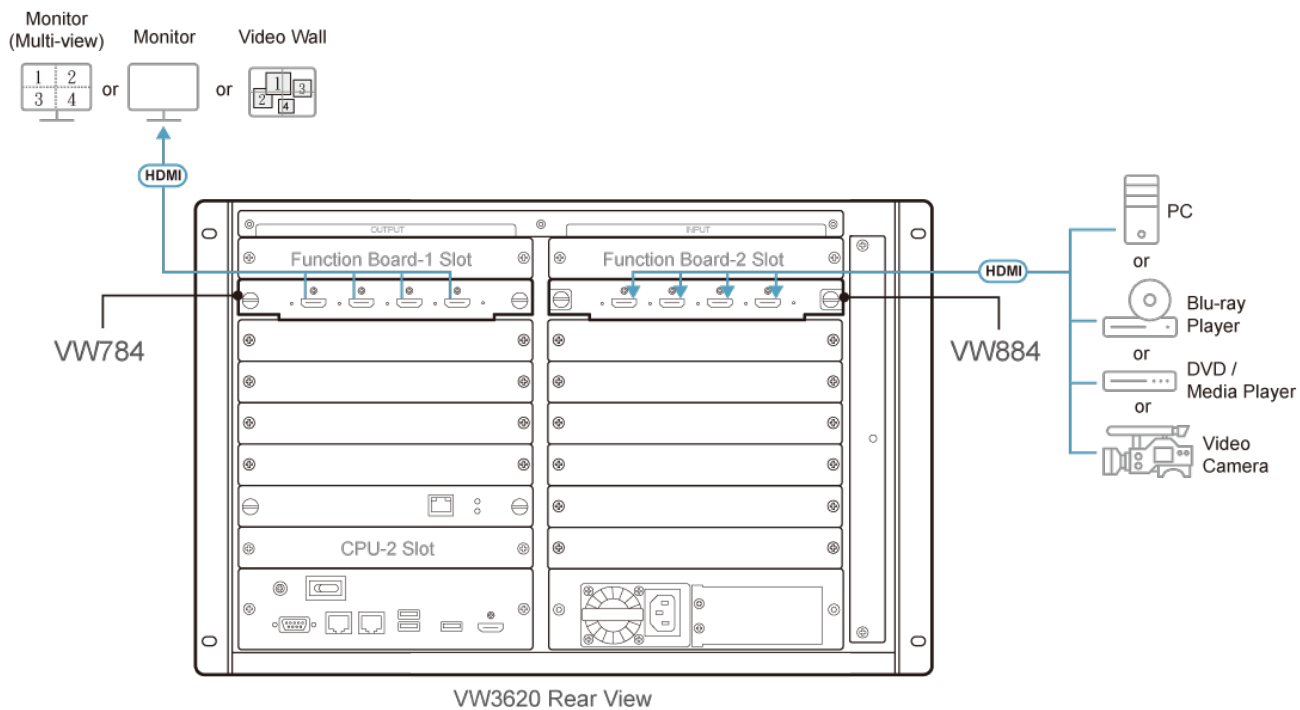 Monitor
(Multi-view)
Monitor
Video Wall
1 2
3 4
or
or
1
2
3
4
HDMI
OUTPUT
INPUT
Function Board-1 Slot
Function Board-2 Slot
HDMI
PC
or
Blu-ray
Player
or
DVD /
Media Player
or
Video
Camera
VW784
VW884
CPU-2 Slot
VW3620 Rear View